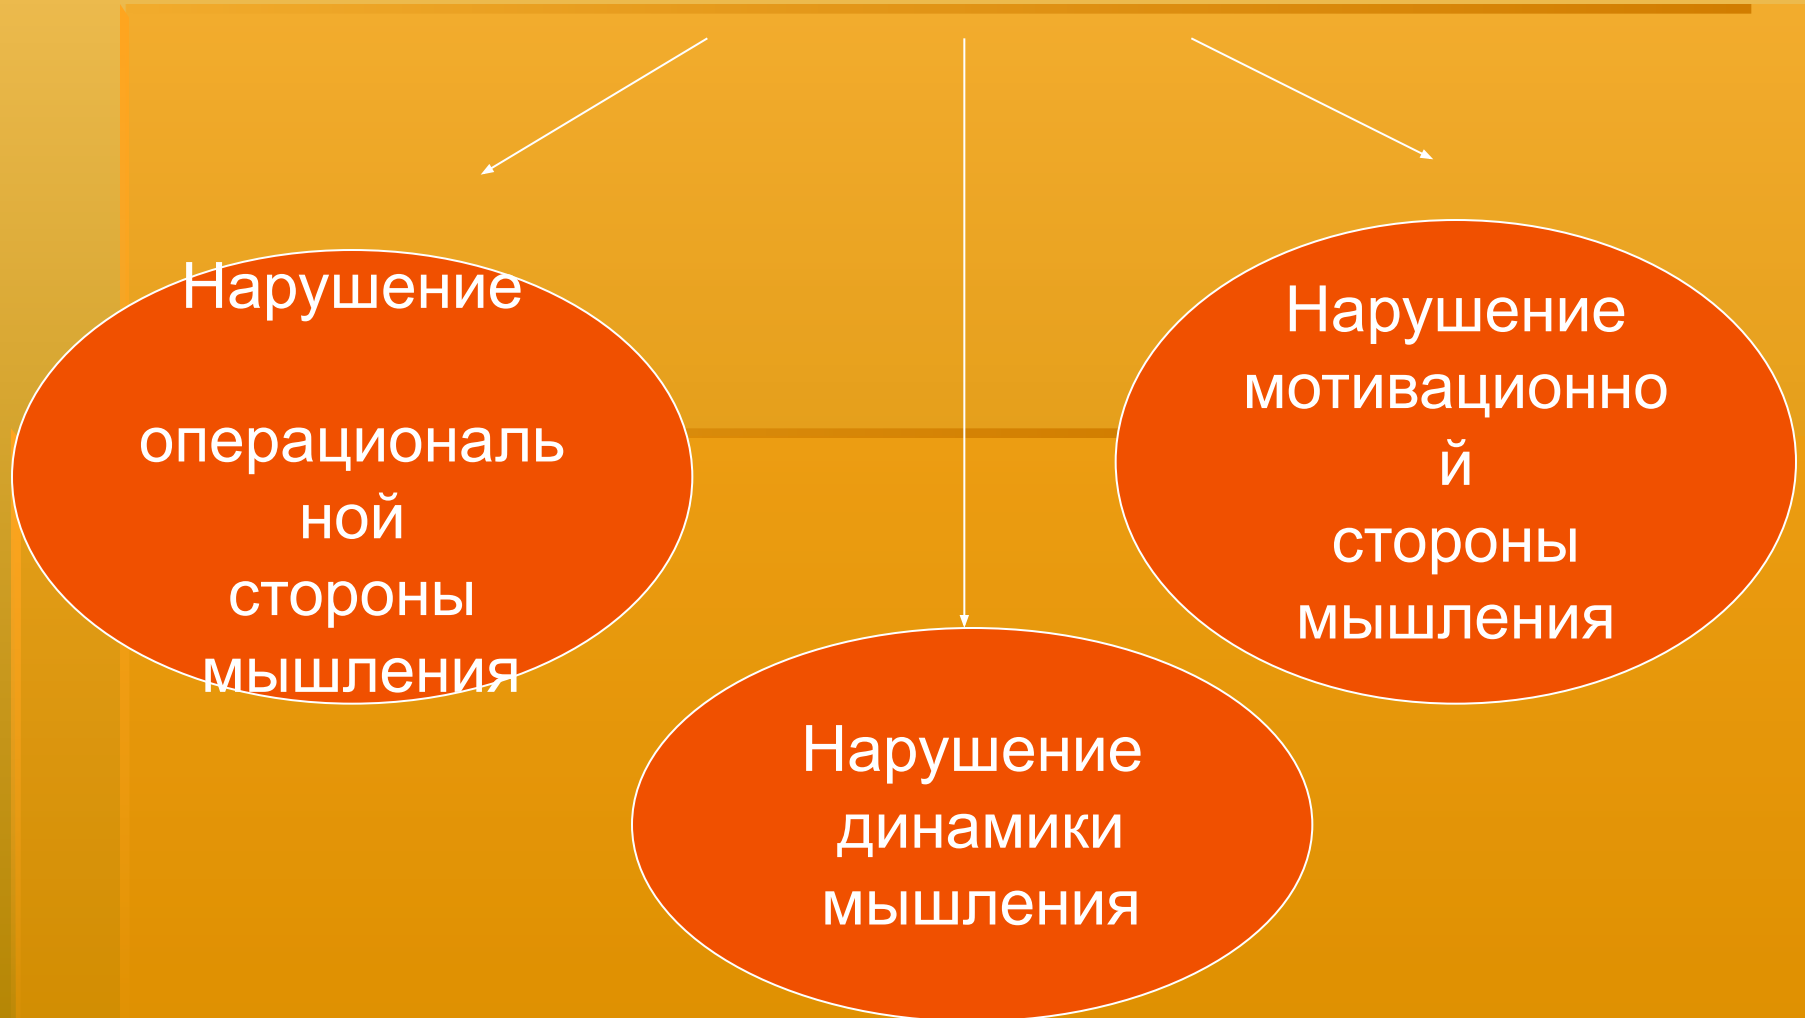 Нарушение
операциональ
ной
стороны
мышления
Нарушение
динамики
мышления
Нарушение
мотивационно
й
стороны
мышления